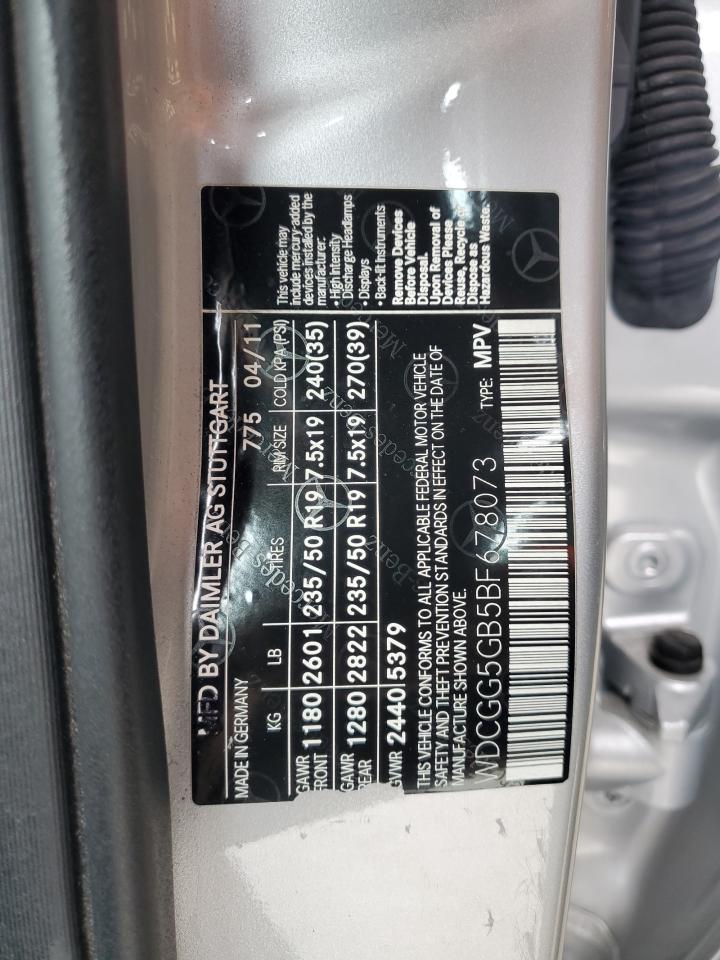 MFD BY DAIMLER AG STUTTGART
MADE IN GERMANY 775 04/11
KG LB TIRES RIM SIZE COLD KPA (PSI)
GAWR FRONT 1180 2601 235/50 R19 7.5x19 240(35)
GAWR REAR 1280 2822 235/50 R19 7.5x19 270(39)
GVWR 2440 5379
THIS VEHICLE CONFORMS TO ALL APPLICABLE FEDERAL MOTOR VEHICLE
SAFETY AND THEFT PREVENTION STANDARDS IN EFFECT ON THE DATE OF
MANUFACTURE SHOWN ABOVE.
WDCGG5GB5BF678073 TYPE: MPV
This vehicle may
include mercury-added
devices installed by the
manufacturer:
• High Intensity
Discharge Headlamps
• Displays
• Back-lit Instruments
Remove Devices
Before Vehicle
Disposal.
Upon Removal of
Devices Please
Reuse, Recycle or
Dispose as
Hazardous Waste.
Mercedes-Benz